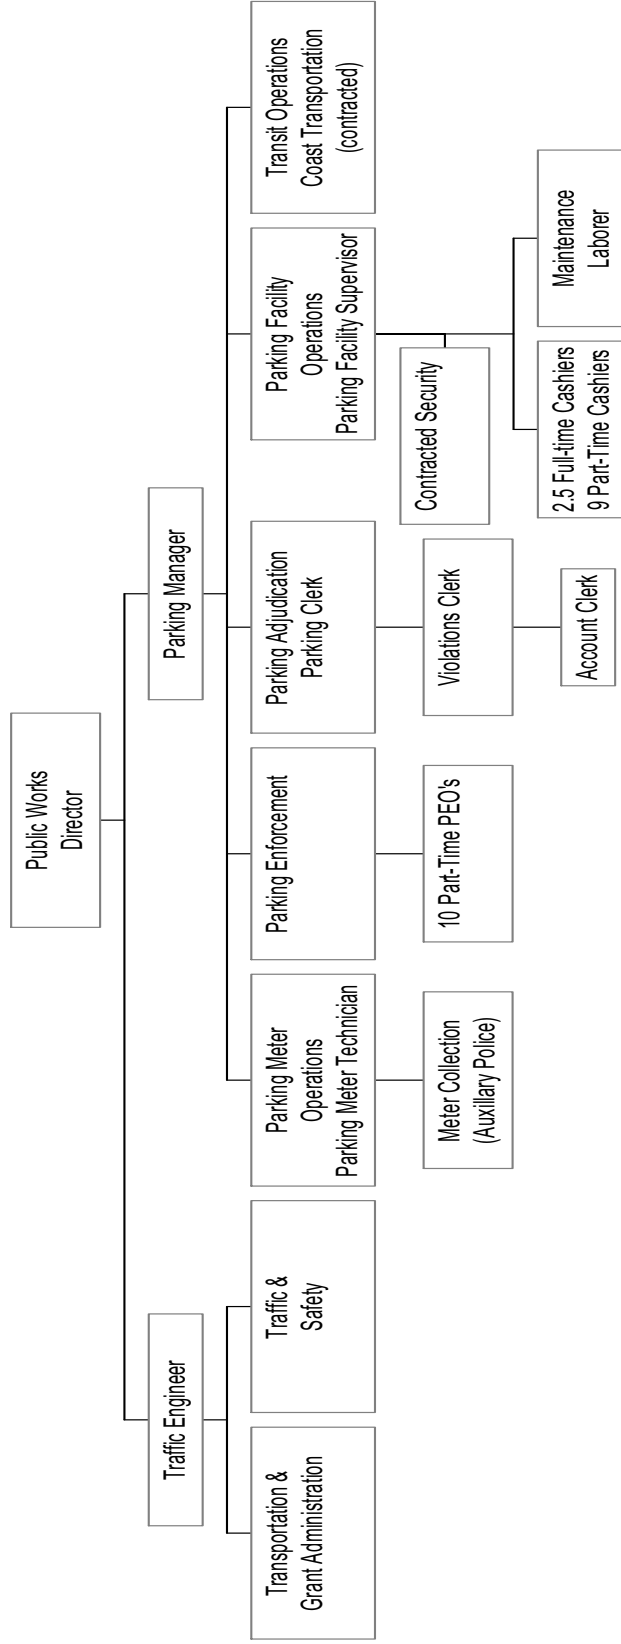 Public Works
Director
Traffic Engineer
Parking Manager
Transportation &
Grant Administration
Traffic &
Safety
Parking Meter
Operations
Parking Meter Technician
Parking Enforcement
Parking Adjudication
Parking Clerk
Parking Facility
Operations
Parking Facility Supervisor
Transit Operations
Coast Transportation
(contracted)
Meter Collection
(Auxillary Police)
10 Part-Time PEO's
Violations Clerk
Contracted Security
Account Clerk
2.5 Full-time Cashiers
9 Part-Time Cashiers
Maintenance
Laborer